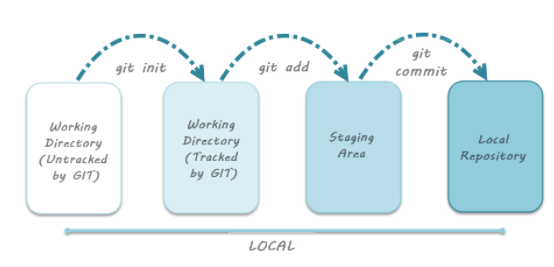 git init
git add
git
commit
Working
Directory
(Untracked
by GIT)
Working
Directory
(Tracked
by GIT)
Staging
Area
Local
Repository
LOCAL